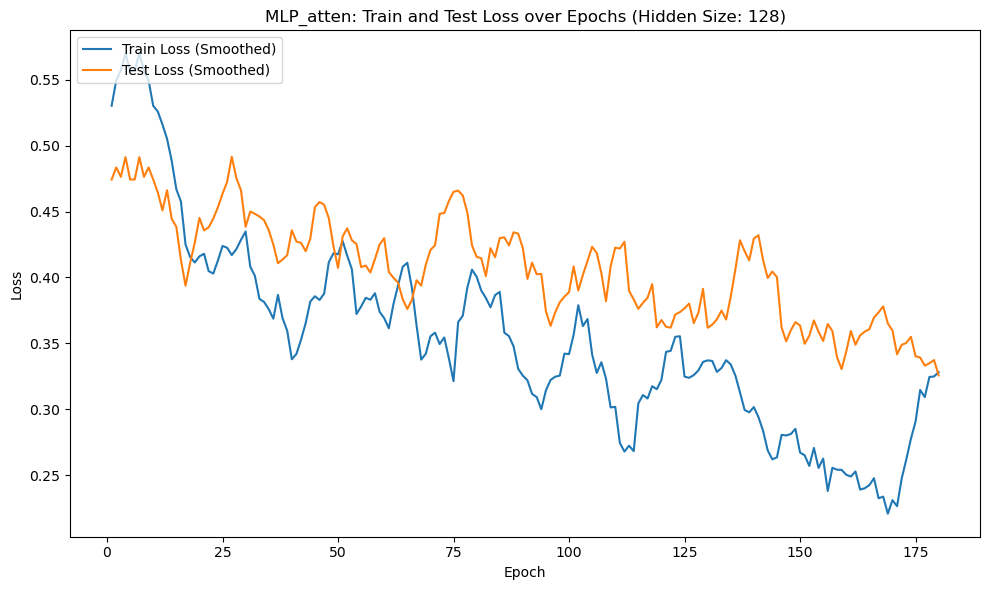 MLP_atten: Train and Test Loss over Epochs (Hidden Size: 128)
Train Loss (Smoothed)
Test Loss (Smoothed)
Loss
0.55
0.50
0.45
0.40
0.35
0.30
0.25
0 25 50 75 100 125 150 175
Epoch